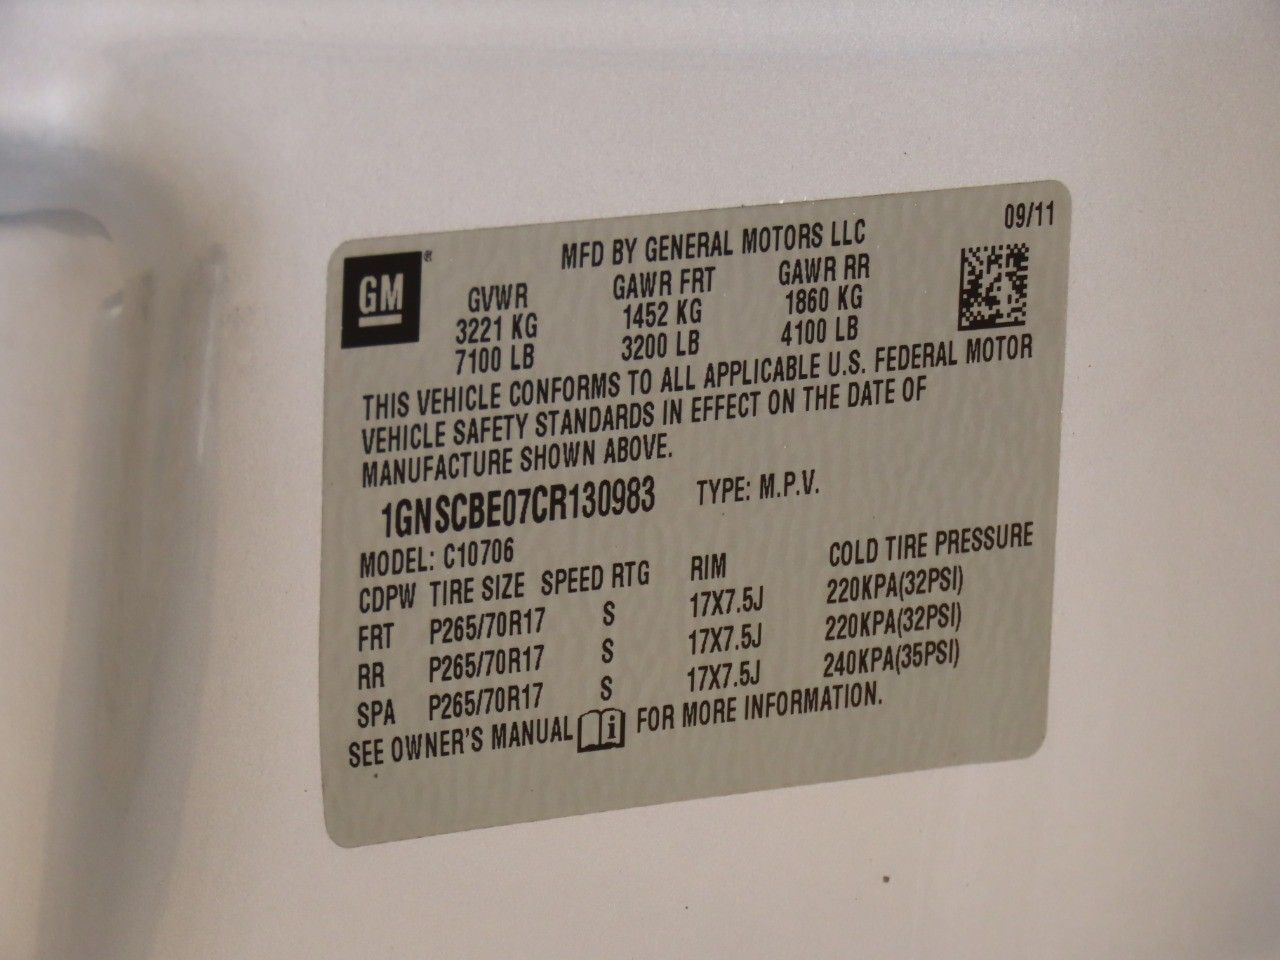 09/11
GM ®
MFD BY GENERAL MOTORS LLC
GVWR GAWR FRT GAWR RR
3221 KG 1452 KG 1860 KG
7100 LB 3200 LB 4100 LB
THIS VEHICLE CONFORMS TO ALL APPLICABLE U.S. FEDERAL MOTOR
VEHICLE SAFETY STANDARDS IN EFFECT ON THE DATE OF
MANUFACTURE SHOWN ABOVE.
1GNSCBE07CR130983 TYPE: M.P.V.
MODEL: C10706
CDPW TIRE SIZE SPEED RTG RIM COLD TIRE PRESSURE
FRT P265/70R17 S 17X7.5J 220KPA(32PSI)
RR P265/70R17 S 17X7.5J 220KPA(32PSI)
SPA P265/70R17 S 17X7.5J 240KPA(35PSI)
SEE OWNER'S MANUAL i FOR MORE INFORMATION.